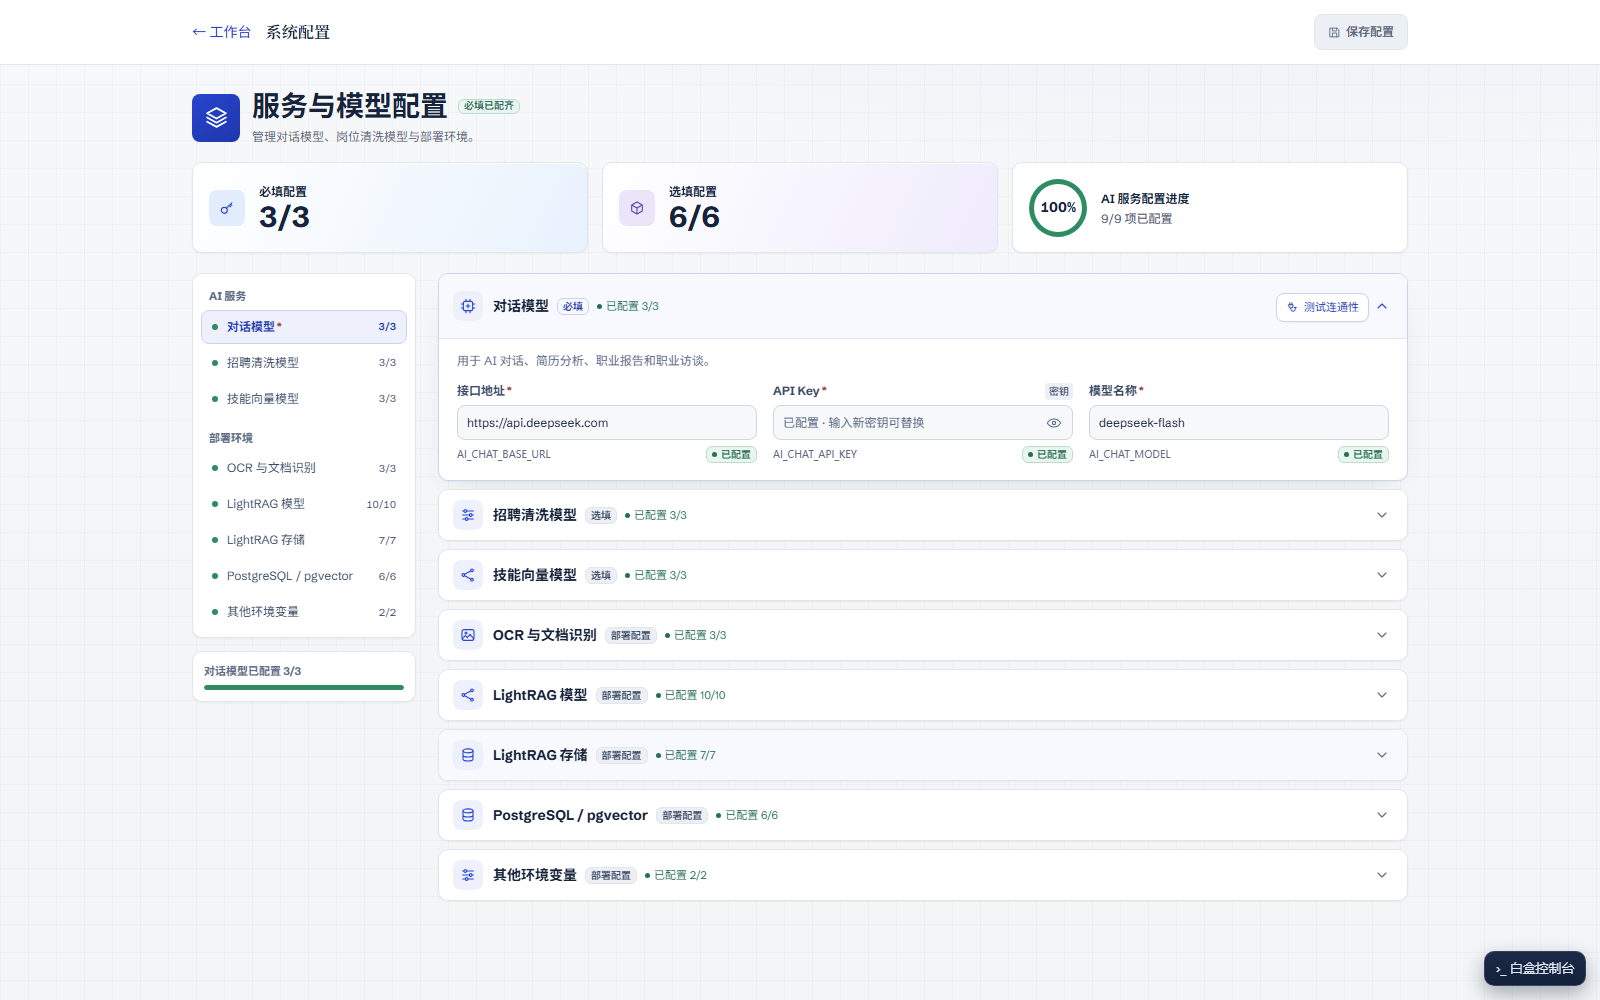 ← 工作台 系统配置
保存配置
服务与模型配置 必填已配齐
管理对话模型、岗位清洗模型与部署环境。
必填配置
3/3
选填配置
6/6
100%
AI 服务配置进度
9/9 项已配置
AI 服务
对话模型* 3/3
招聘清洗模型 3/3
技能向量模型 3/3
部署环境
OCR 与文档识别 3/3
LightRAG 模型 10/10
LightRAG 存储 7/7
PostgreSQL / pgvector 6/6
其他环境变量 2/2
对话模型已配置 3/3
对话模型 必填 已配置 3/3
测试连通性
用于 AI 对话、简历分析、职业报告和职业访谈。
接口地址*
https://api.deepseek.com
AI_CHAT_BASE_URL 已配置
API Key* 密钥
已配置 · 输入新密钥可替换
AI_CHAT_API_KEY 已配置
模型名称*
deepseek-flash
AI_CHAT_MODEL 已配置
招聘清洗模型 选填 已配置 3/3
技能向量模型 选填 已配置 3/3
OCR 与文档识别 部署配置 已配置 3/3
LightRAG 模型 部署配置 已配置 10/10
LightRAG 存储 部署配置 已配置 7/7
PostgreSQL / pgvector 部署配置 已配置 6/6
其他环境变量 部署配置 已配置 2/2
›_ 白盒控制台